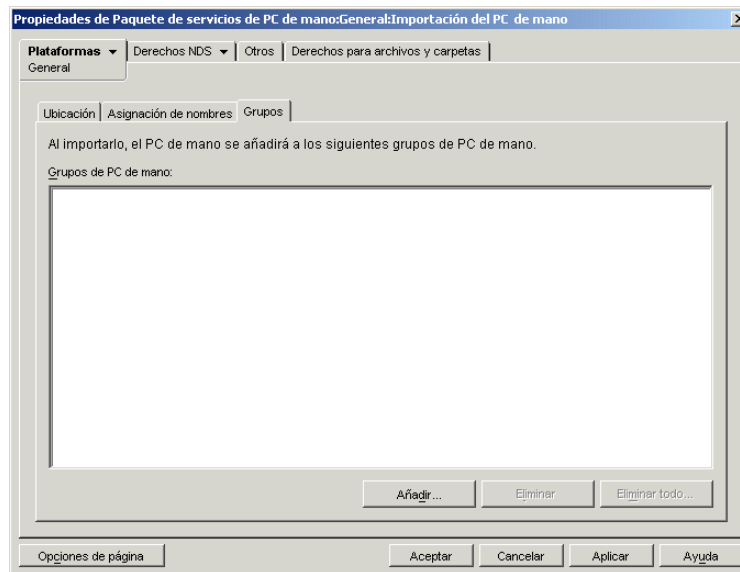 Propiedades de Paquete de servicios de PC de mano:General:Importación del PC de mano
Plataformas Derechos NDS Otros Derechos para archivos y carpetas
General
Ubicación Asignación de nombres Grupos
Al importarlo, el PC de mano se añadirá a los siguientes grupos de PC de mano.
Grupos de PC de mano:
Añadir... Eliminar Eliminar todo...
Opciones de página Aceptar Cancelar Aplicar Ayuda